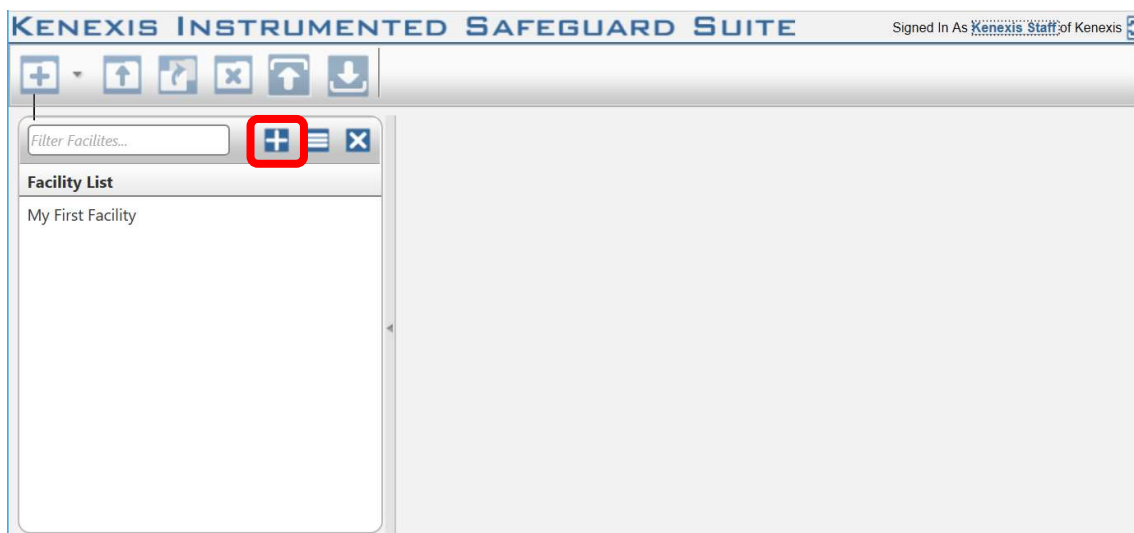 KENEXIS INSTRUMENTED SAFEGUARD SUITE
Signed In As Kenexis Staff of Kenexis
Filter Facilites...
Facility List
My First Facility